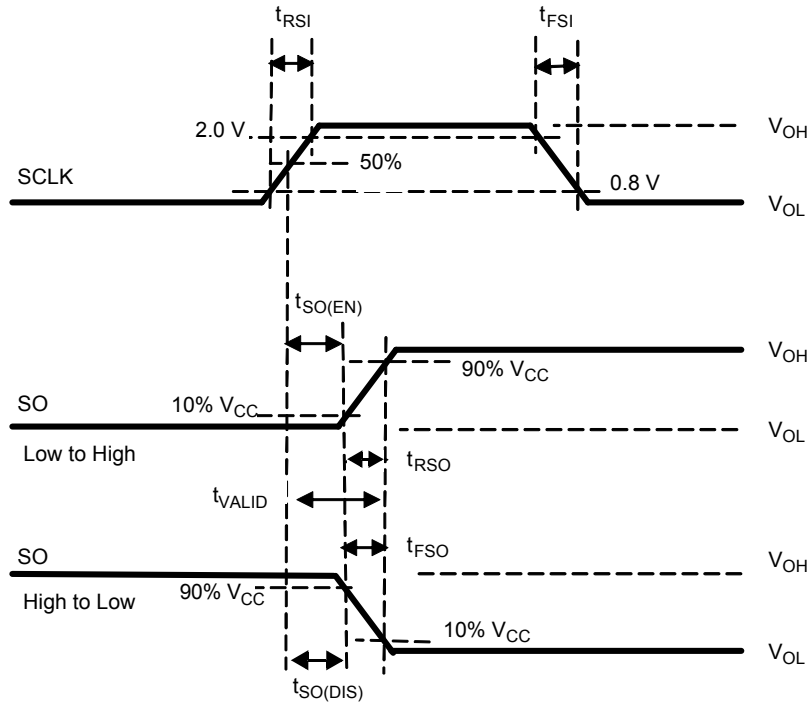 tRSI tFSI
2.0 V VOH
50%
SCLK 0.8 V
VOL
tSO(EN)
VOH
90% VCC
SO 10% VCC
VOL
Low to High
tRSO
tVALID
tFSO
SO VOH
90% VCC
High to Low
10% VCC
VOL
tSO(DIS)